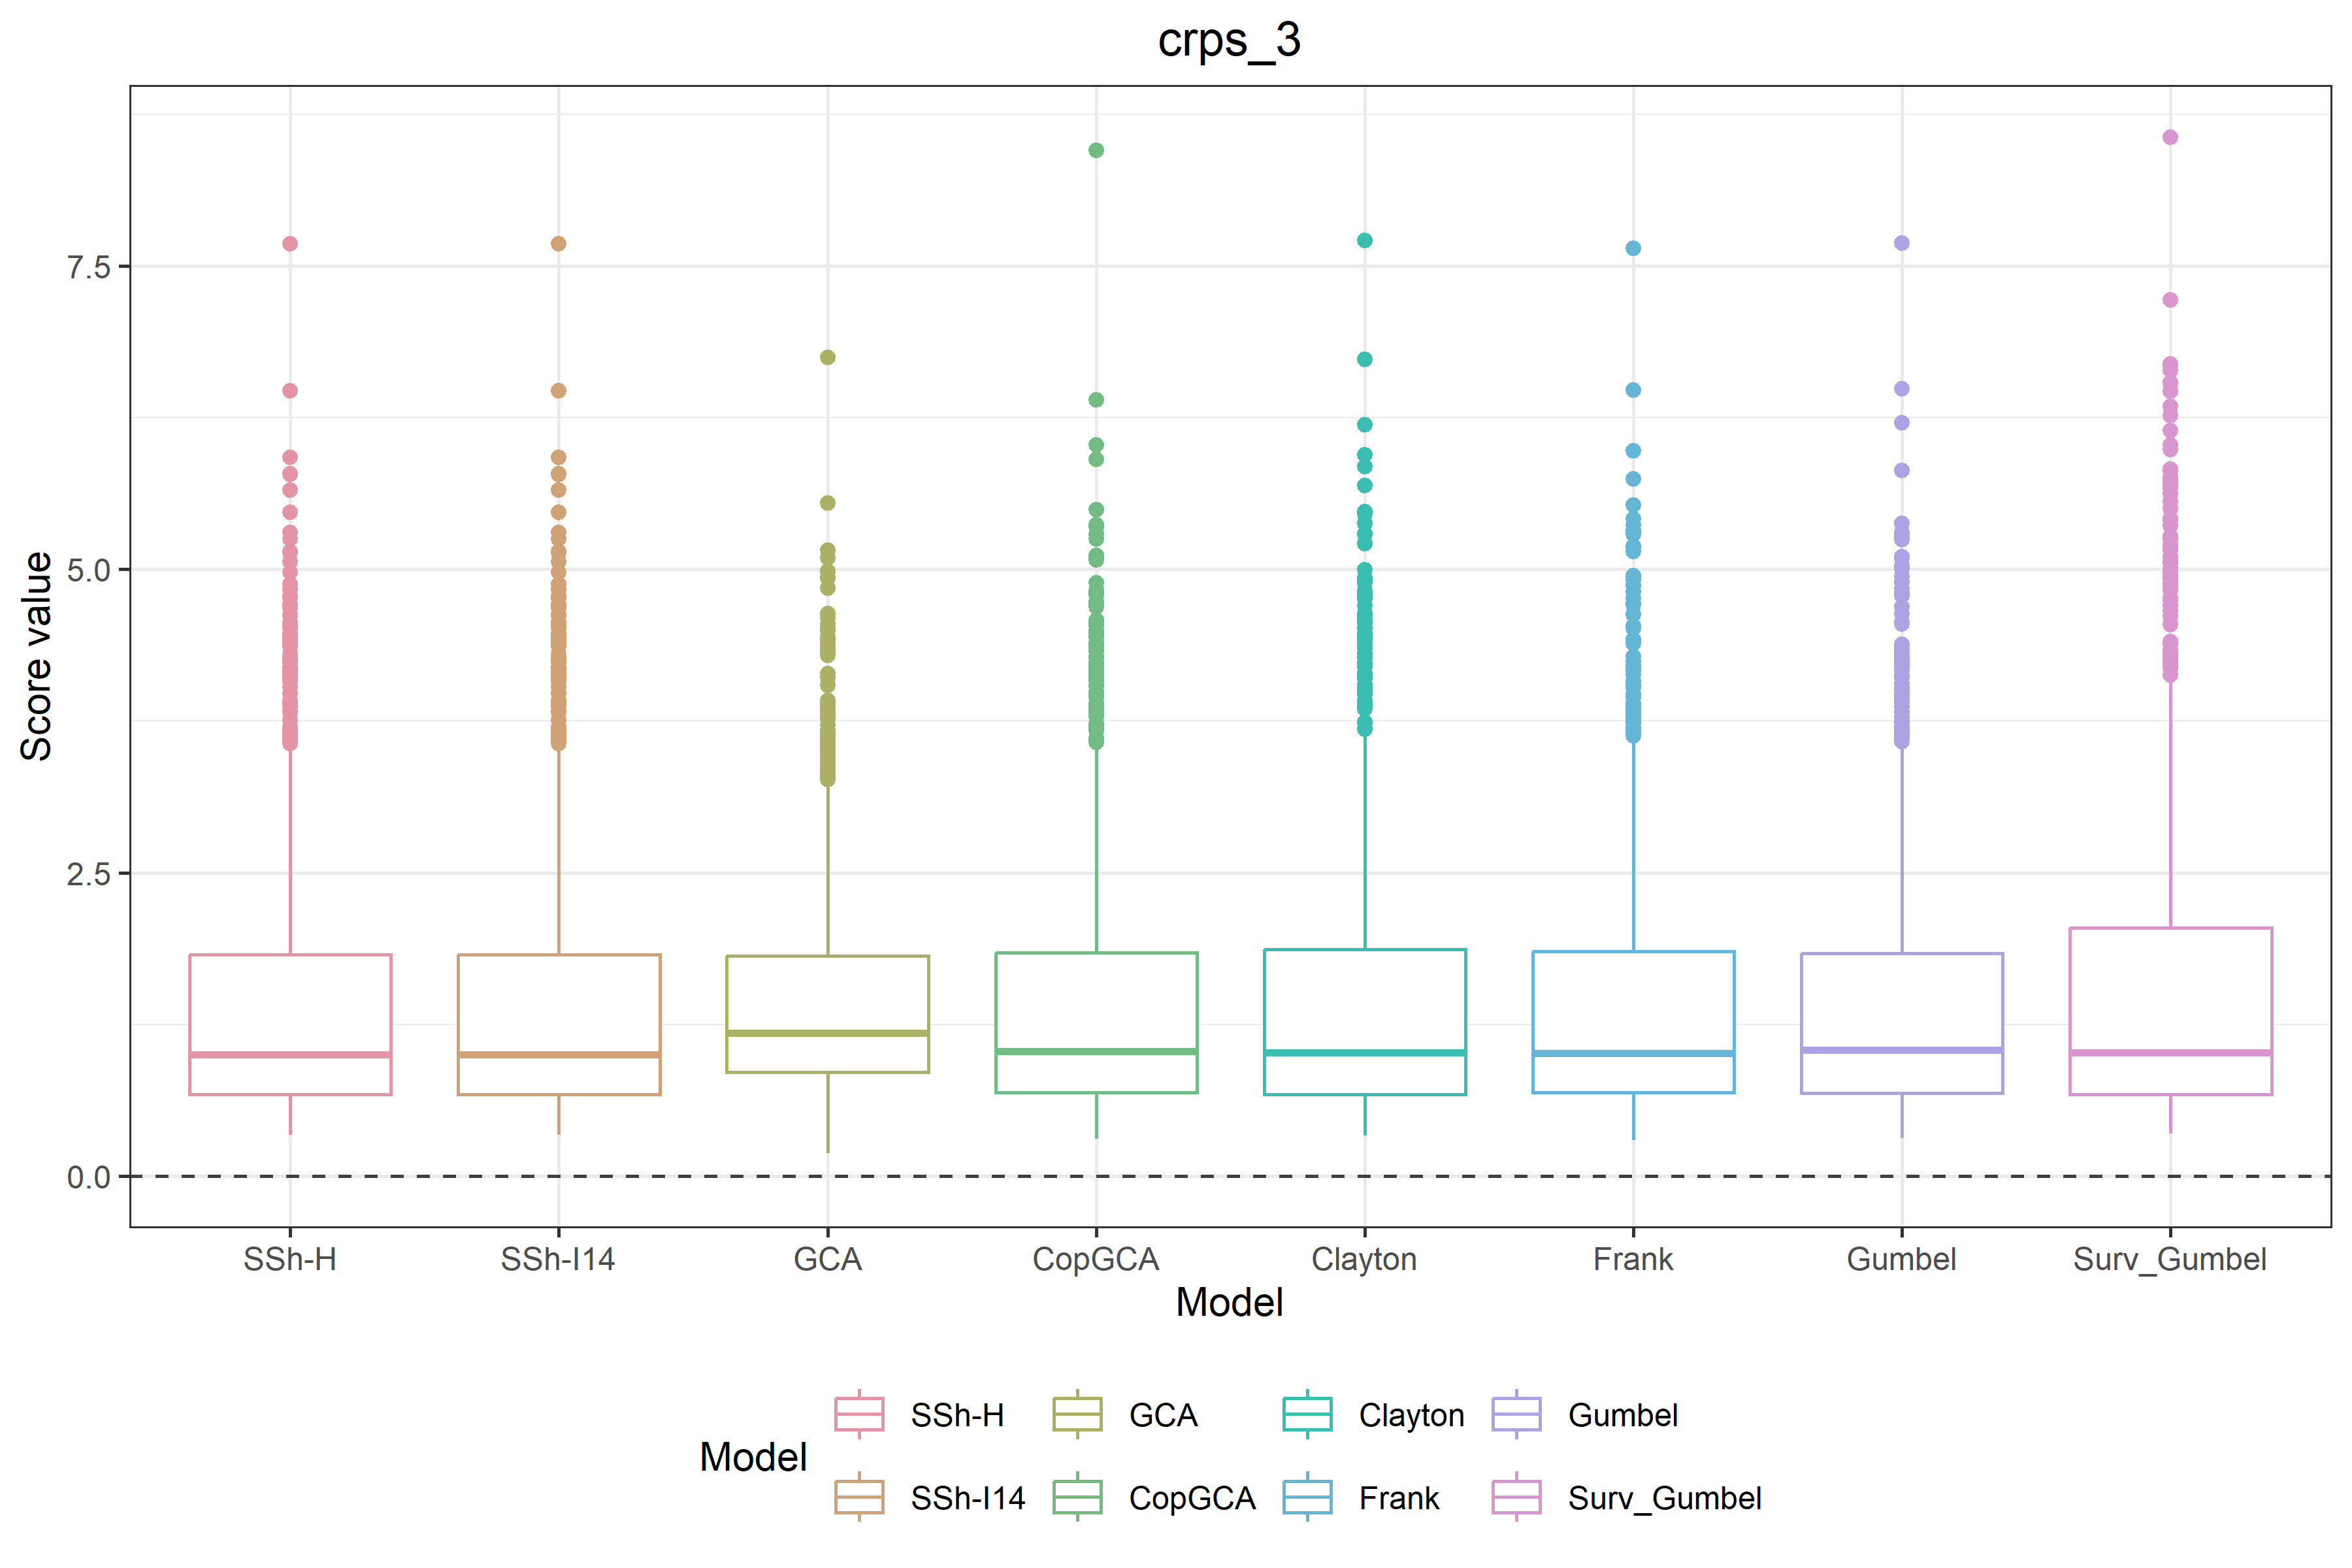 crps_3
Score value
7.5
5.0
2.5
0.0
SSh-H SSh-I14 GCA CopGCA Clayton Frank Gumbel Surv_Gumbel
Model
Model
SSh-H GCA Clayton Gumbel
SSh-I14 CopGCA Frank Surv_Gumbel